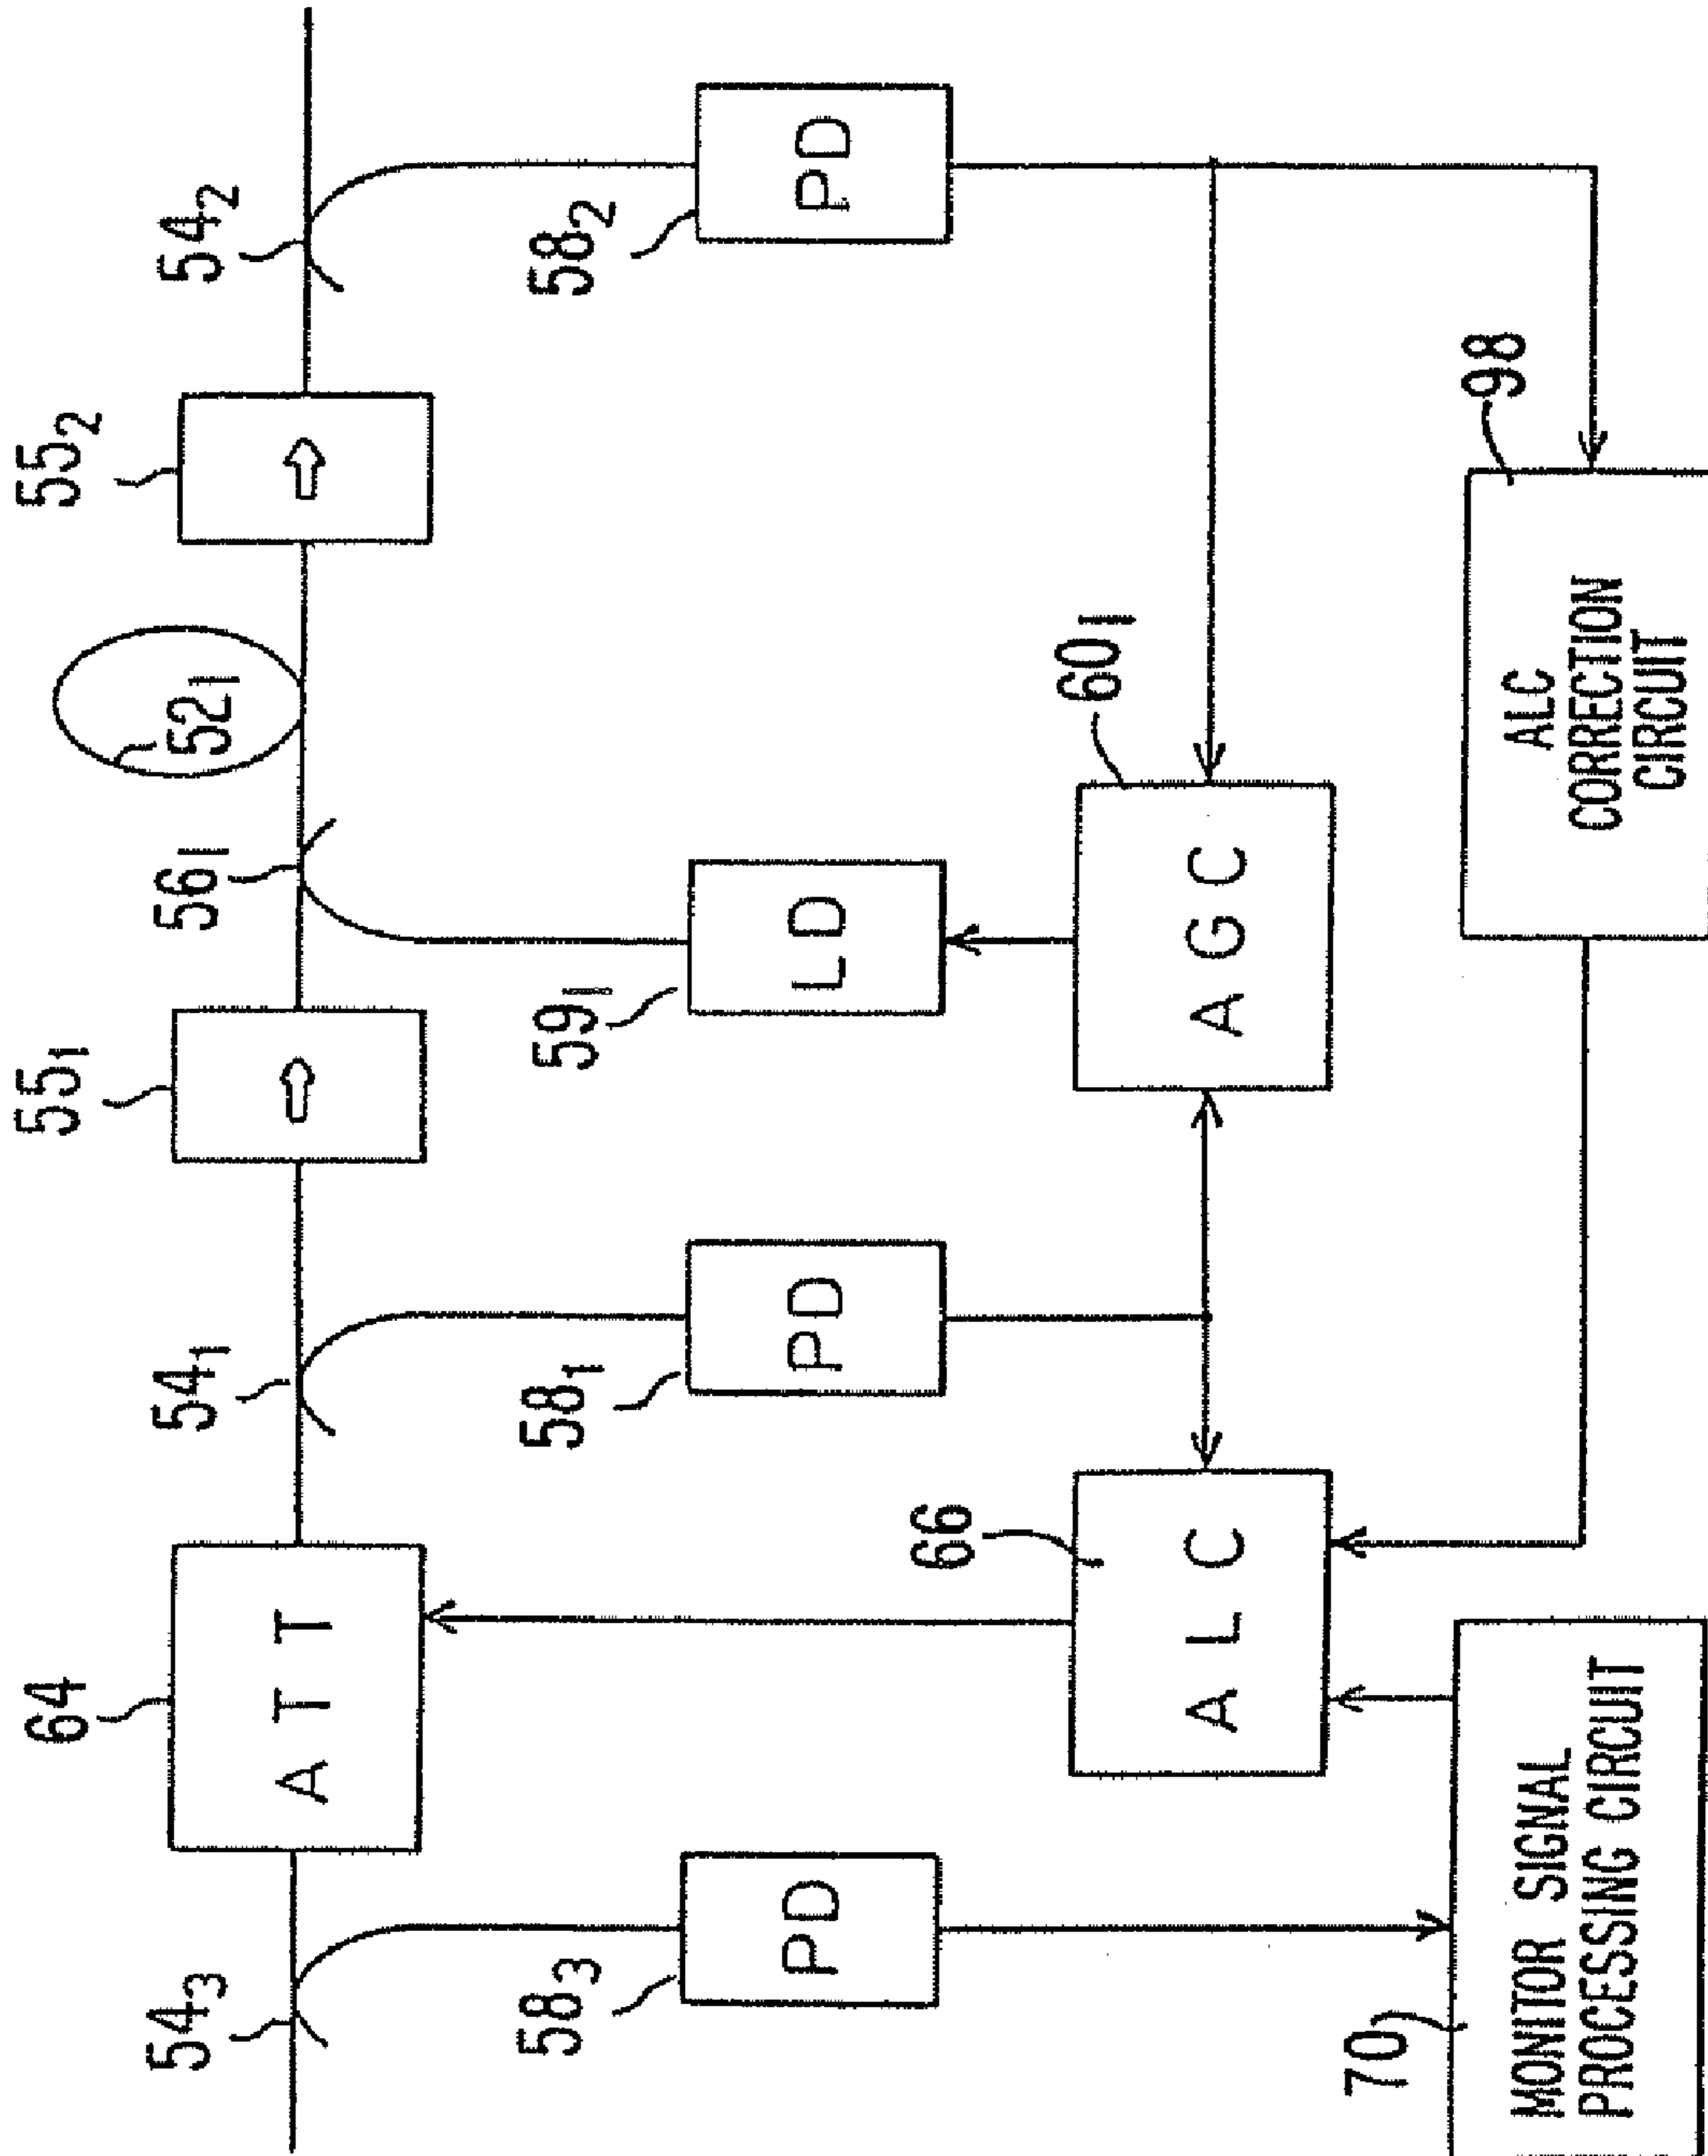 54₃
64
54₁
55₁
56₁
52₁
55₂
54₂
ATT
58₃
PD
58₁
PD
59₁
LD
58₂
PD
66
ALC
60₁
AGC
70
MONITOR SIGNAL
PROCESSING CIRCUIT
98
ALC
CORRECTION
CIRCUIT